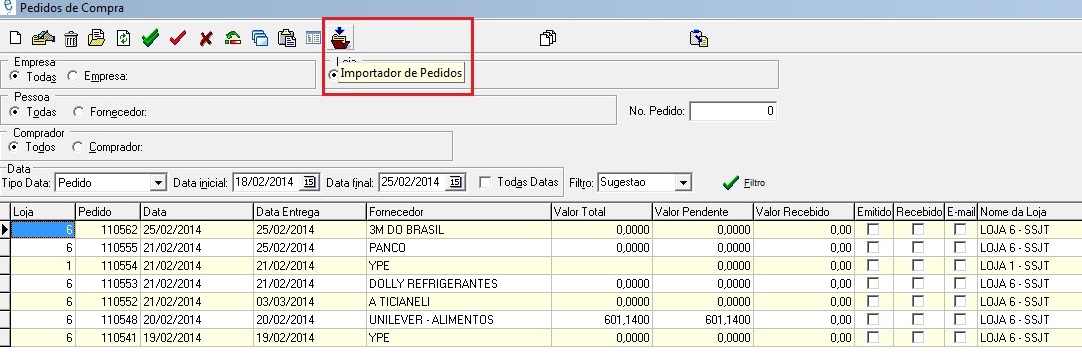 Pedidos de Compra
Empresa
Todas Empresa:
Loja
Importador de Pedidos
Pessoa
Todas Fornecedor:
No. Pedido: 0
Comprador
Todos Comprador:
Data
Tipo Data: Pedido Data inicial: 18/02/2014 15 Data final: 25/02/2014 15 Todas Datas Filtro: Sugestao Filtro
Loja Pedido Data Data Entrega Fornecedor Valor Total Valor Pendente Valor Recebido Emitido Recebido E-mail Nome da Loja
6 110562 25/02/2014 25/02/2014 3M DO BRASIL 0,0000 0,0000 0,00 LOJA 6 - SSJT
6 110555 21/02/2014 25/02/2014 PANCO 0,0000 0,0000 0,00 LOJA 6 - SSJT
1 110554 21/02/2014 21/02/2014 YPE 0,0000 0,00 LOJA 1 - SSJT
6 110553 21/02/2014 21/02/2014 DOLLY REFRIGERANTES 0,0000 0,0000 0,00 LOJA 6 - SSJT
6 110552 21/02/2014 03/03/2014 A TICIANELI 0,0000 0,0000 0,00 LOJA 6 - SSJT
6 110548 20/02/2014 20/02/2014 UNILEVER - ALIMENTOS 601,1400 601,1400 0,00 LOJA 6 - SSJT
6 110541 19/02/2014 19/02/2014 YPE 0,0000 0,0000 0,00 LOJA 6 - SSJT